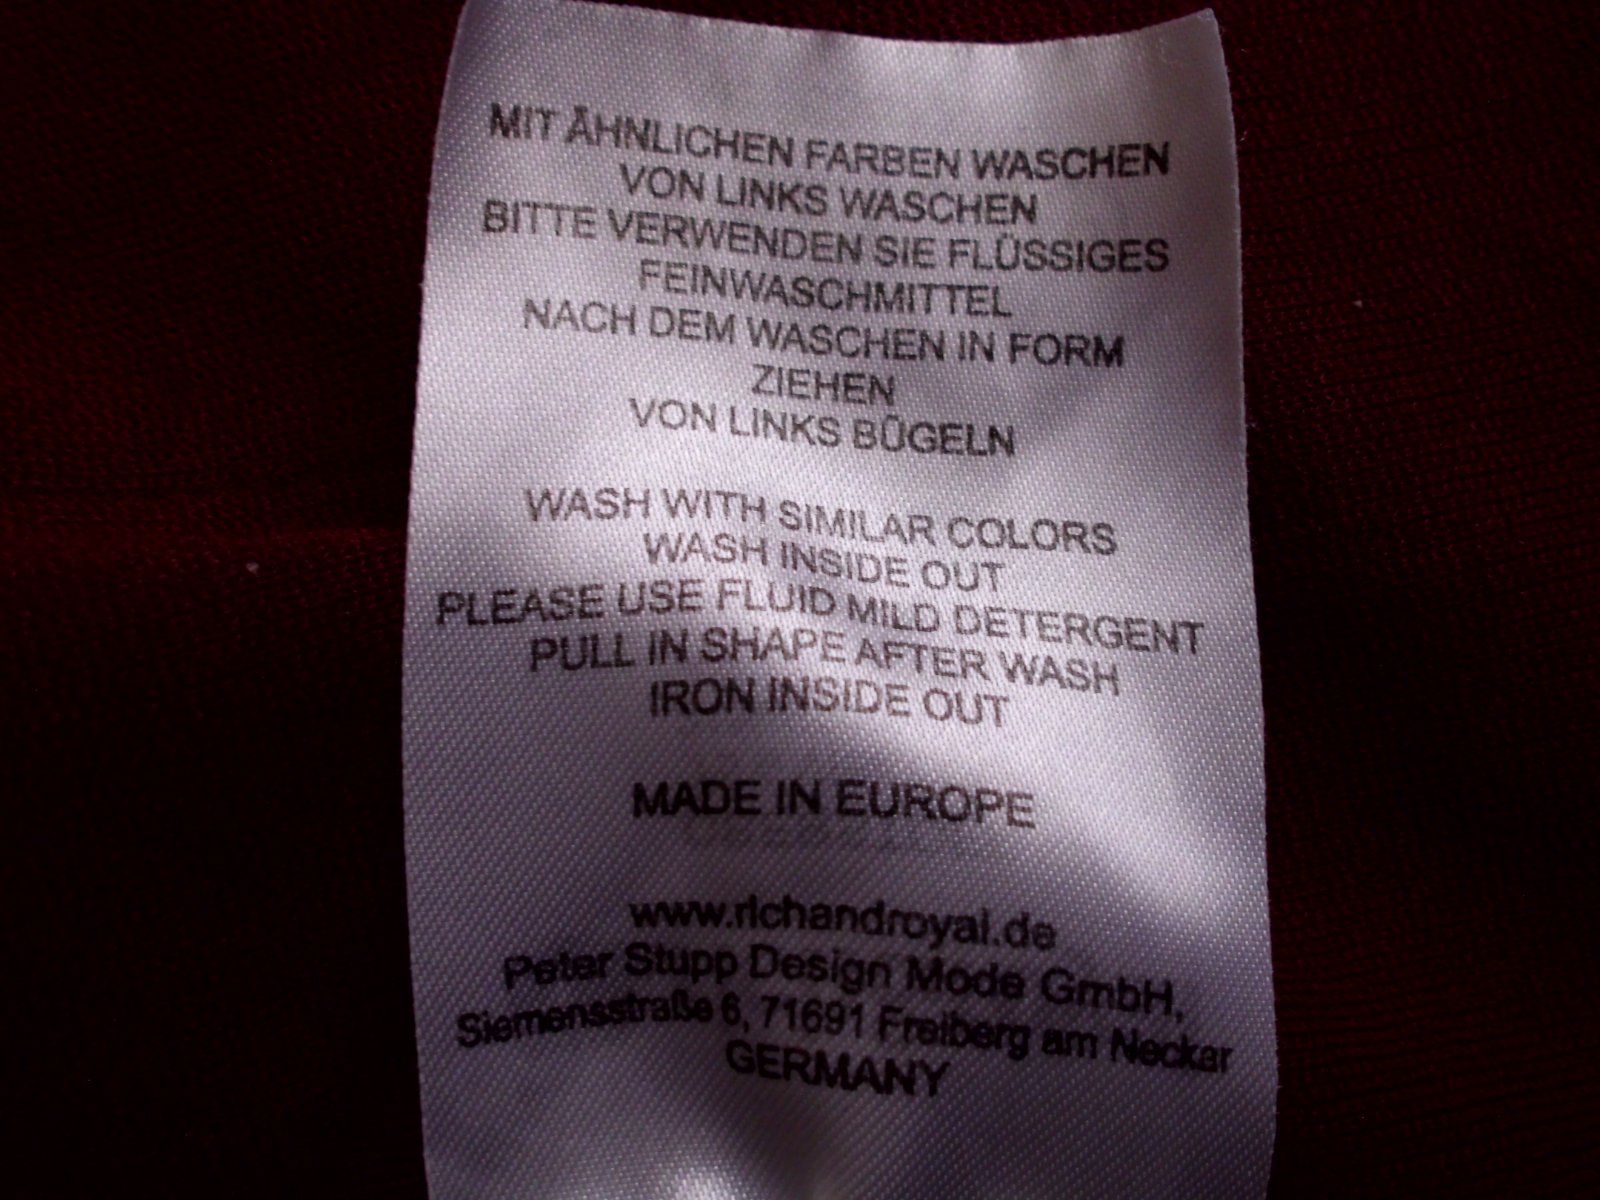 MIT ÄHNLICHEN FARBEN WASCHEN
VON LINKS WASCHEN
BITTE VERWENDEN SIE FLÜSSIGES
FEINWASCHMITTEL
NACH DEM WASCHEN IN FORM
ZIEHEN
VON LINKS BÜGELN
WASH WITH SIMILAR COLORS
WASH INSIDE OUT
PLEASE USE FLUID MILD DETERGENT
PULL IN SHAPE AFTER WASH
IRON INSIDE OUT
MADE IN EUROPE
www.richandroyal.de
Peter Stupp Design Mode GmbH,
Siemensstraße 6, 71691 Freiberg am Neckar
GERMANY